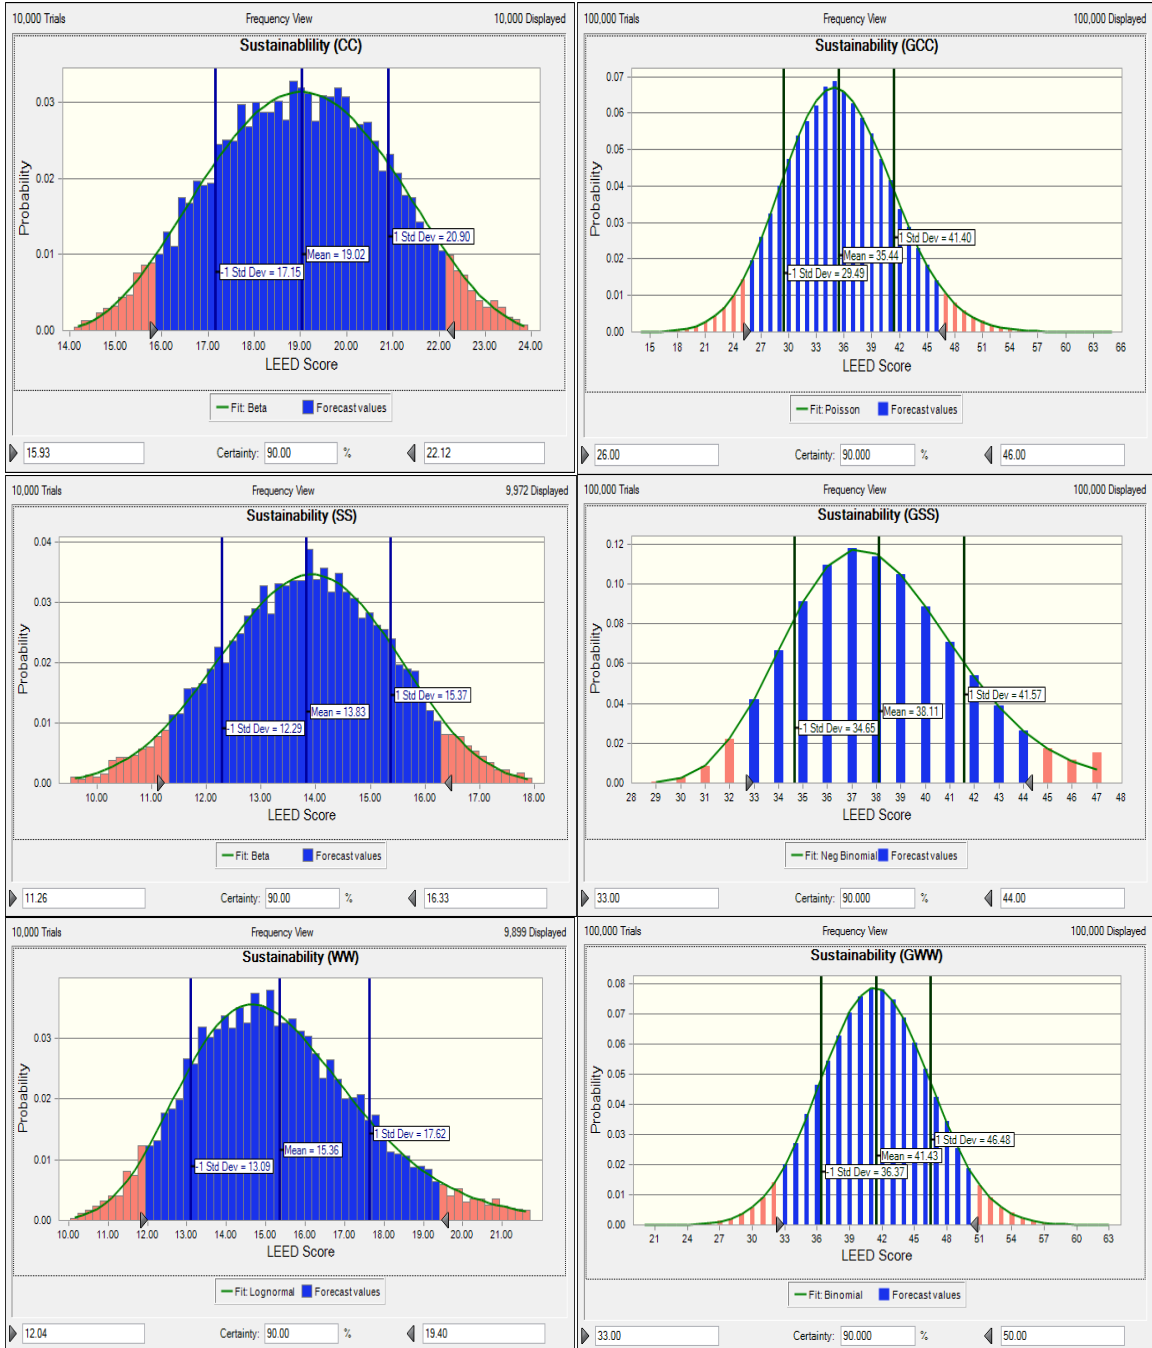 10,000 Trials Frequency View 10,000 Displayed
Sustainablility (CC)
Probability
0.03
0.02
0.01
0.00
1 Std Dev = 20.90
Mean = 19.02
-1 Std Dev = 17.15
14.00 15.00 16.00 17.00 18.00 19.00 20.00 21.00 22.00 23.00 24.00
LEED Score
Fit: Beta Forecast values
15.93 Certainty: 90.00 % 22.12
100,000 Trials Frequency View 100,000 Displayed
Sustainability (GCC)
Probability
0.07
0.06
0.05
0.04
0.03
0.02
0.01
0.00
1 Std Dev = 41.40
Mean = 35.44
-1 Std Dev = 29.49
15 18 21 24 27 30 33 36 39 42 45 48 51 54 57 60 63 66
LEED Score
Fit: Poisson Forecast values
26.00 Certainty: 90.000 % 46.00
10,000 Trials Frequency View 9,972 Displayed
Sustainability (SS)
Probability
0.04
0.03
0.02
0.01
0.00
1 Std Dev = 15.37
Mean = 13.83
-1 Std Dev = 12.29
10.00 11.00 12.00 13.00 14.00 15.00 16.00 17.00 18.00
LEED Score
Fit: Beta Forecast values
11.26 Certainty: 90.00 % 16.33
100,000 Trials Frequency View 100,000 Displayed
Sustainability (GSS)
Probability
0.12
0.10
0.08
0.06
0.04
0.02
0.00
1 Std Dev = 41.57
Mean = 38.11
-1 Std Dev = 34.65
28 29 30 31 32 33 34 35 36 37 38 39 40 41 42 43 44 45 46 47 48
LEED Score
Fit: Neg Binomial Forecast values
33.00 Certainty: 90.000 % 44.00
10,000 Trials Frequency View 9,899 Displayed
Sustainability (WW)
Probability
0.03
0.02
0.01
0.00
1 Std Dev = 17.62
Mean = 15.36
-1 Std Dev = 13.09
10.00 11.00 12.00 13.00 14.00 15.00 16.00 17.00 18.00 19.00 20.00 21.00
LEED Score
Fit: Lognormal Forecast values
12.04 Certainty: 90.00 % 19.40
100,000 Trials Frequency View 100,000 Displayed
Sustainability (GWW)
Probability
0.08
0.07
0.06
0.05
0.04
0.03
0.02
0.01
0.00
1 Std Dev = 46.48
Mean = 41.43
-1 Std Dev = 36.37
21 24 27 30 33 36 39 42 45 48 51 54 57 60 63
LEED Score
Fit: Binomial Forecast values
33.00 Certainty: 90.000 % 50.00